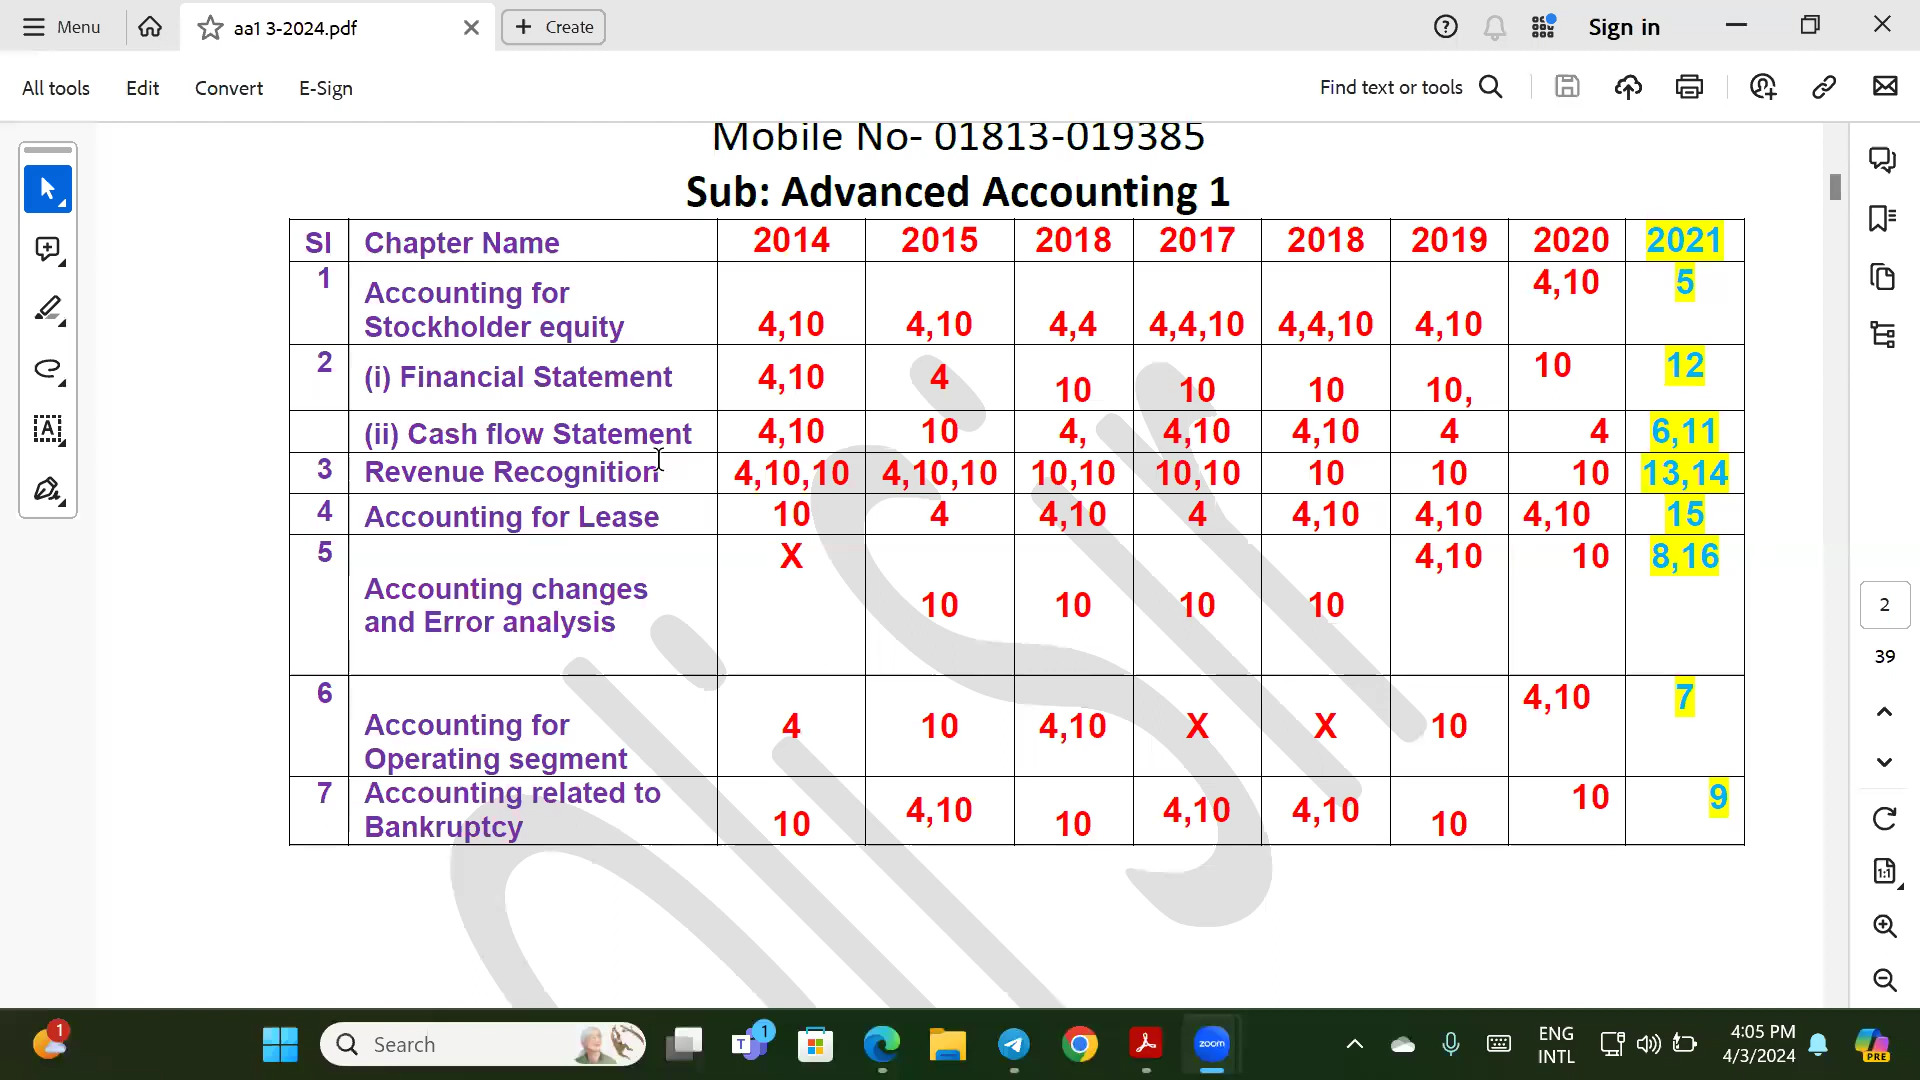 Menu
aa1 3-2024.pdf
Create
Sign in
All tools Edit Convert E-Sign
Find text or tools
Mobile No- 01813-019385
Sub: Advanced Accounting 1
SI Chapter Name 2014 2015 2018 2017 2018 2019 2020 2021
1 Accounting for Stockholder equity 4,10 4,10 4,4 4,4,10 4,4,10 4,10 4,10 5
2 (i) Financial Statement 4,10 4 10 10 10 10, 10 12
(ii) Cash flow Statement 4,10 10 4, 4,10 4,10 4 4 6,11
3 Revenue Recognition 4,10,10 4,10,10 10,10 10,10 10 10 10 13,14
4 Accounting for Lease 10 4 4,10 4 4,10 4,10 4,10 15
5 Accounting changes and Error analysis X 10 10 10 10 4,10 10 8,16
6 Accounting for Operating segment 4 10 4,10 X X 10 4,10 7
7 Accounting related to Bankruptcy 10 4,10 10 4,10 4,10 10 10 9
Oli Sir
2
39
1:1
1
Search
1
zoom
ENG
INTL
4:05 PM
4/3/2024
PRE